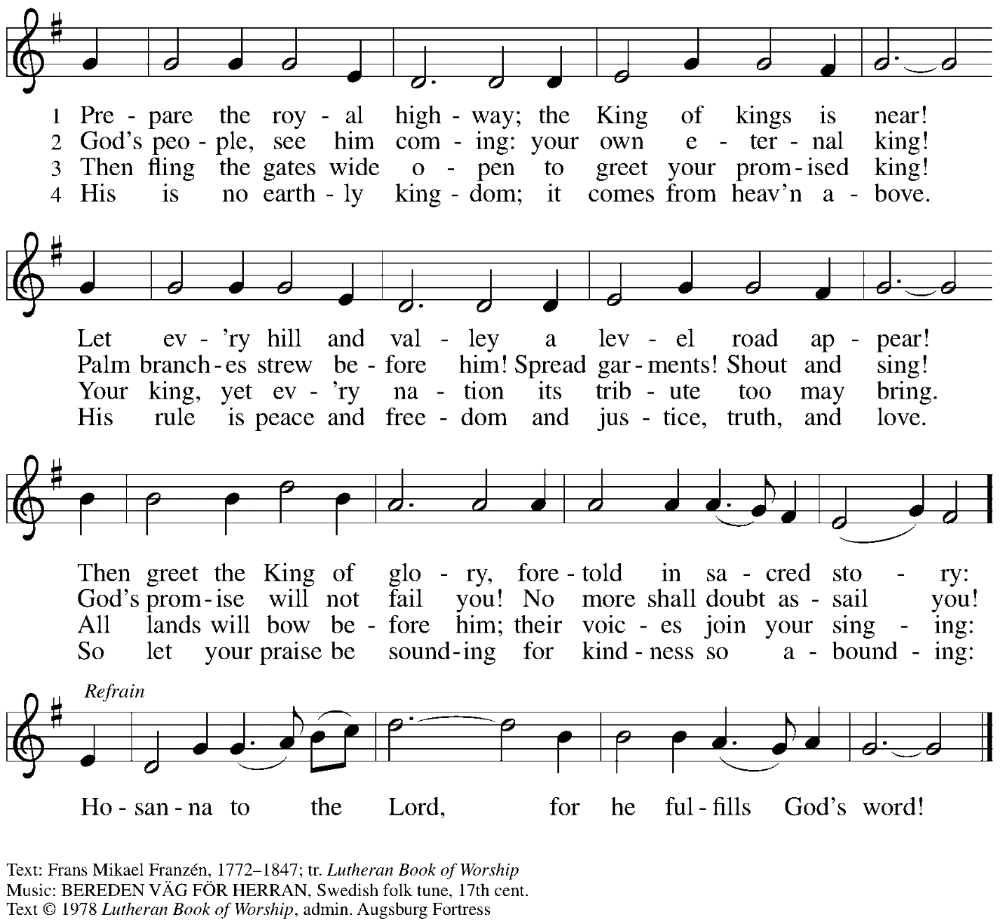 1 Pre - pare the roy - al high - way; the King of kings is near!
2 God's peo - ple, see him com - ing: your own e - ter - nal king!
3 Then fling the gates wide o - pen to greet your prom - ised king!
4 His is no earth - ly king - dom; it comes from heav'n a - bove.
Let ev - 'ry hill and val - ley a lev - el road ap - pear!
Palm branch - es strew be - fore him! Spread gar - ments! Shout and sing!
Your king, yet ev - 'ry na - tion its trib - ute too may bring.
His rule is peace and free - dom and jus - tice, truth, and love.
Then greet the King of glo - ry, fore - told in sa - cred sto - ry:
God's prom - ise will not fail you! No more shall doubt as - sail you!
All lands will bow be - fore him; their voic - es join your sing - ing:
So let your praise be sound - ing for kind - ness so a - bound - ing:
Refrain
Ho - san - na to the Lord, for he ful - fills God's word!
Text: Frans Mikael Franzén, 1772–1847; tr. Lutheran Book of Worship
Music: BEREDEN VÄG FÖR HERRAN, Swedish folk tune, 17th cent.
Text © 1978 Lutheran Book of Worship, admin. Augsburg Fortress